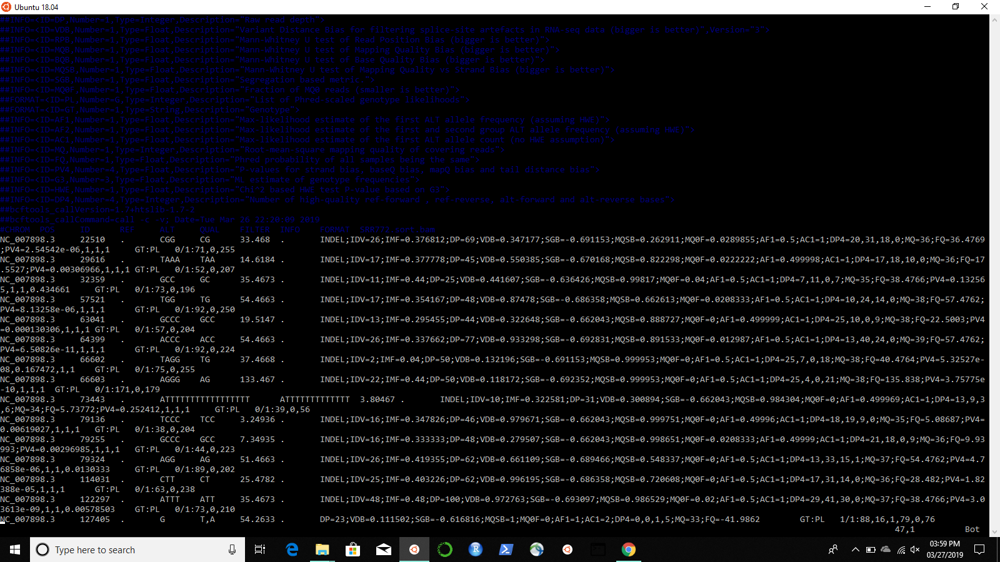 Ubuntu 18.04
##INFO=<ID=DP,Number=1,Type=Integer,Description="Raw read depth">
##INFO=<ID=VDB,Number=1,Type=Float,Description="Variant Distance Bias for filtering splice-site artefacts in RNA-seq data (bigger is better)",Version="3">
##INFO=<ID=RPB,Number=1,Type=Float,Description="Mann-Whitney U test of Read Position Bias (bigger is better)">
##INFO=<ID=MQB,Number=1,Type=Float,Description="Mann-Whitney U test of Mapping Quality Bias (bigger is better)">
##INFO=<ID=BQB,Number=1,Type=Float,Description="Mann-Whitney U test of Base Quality Bias (bigger is better)">
##INFO=<ID=MQSB,Number=1,Type=Float,Description="Mann-Whitney U test of Mapping Quality vs Strand Bias (bigger is better)">
##INFO=<ID=SGB,Number=1,Type=Float,Description="Segregation based metric.">
##INFO=<ID=MQ0F,Number=1,Type=Float,Description="Fraction of MQ0 reads (smaller is better)">
##FORMAT=<ID=PL,Number=G,Type=Integer,Description="List of Phred-scaled genotype likelihoods">
##FORMAT=<ID=GT,Number=1,Type=String,Description="Genotype">
##INFO=<ID=AF1,Number=1,Type=Float,Description="Max-likelihood estimate of the first ALT allele frequency (assuming HWE)">
##INFO=<ID=AF2,Number=1,Type=Float,Description="Max-likelihood estimate of the first and second group ALT allele frequency (assuming HWE)">
##INFO=<ID=AC1,Number=1,Type=Float,Description="Max-likelihood estimate of the first ALT allele count (no HWE assumption)">
##INFO=<ID=MQ,Number=1,Type=Integer,Description="Root-mean-square mapping quality of covering reads">
##INFO=<ID=FQ,Number=1,Type=Float,Description="Phred probability of all samples being the same">
##INFO=<ID=PV4,Number=4,Type=Float,Description="P-values for strand bias, baseQ bias, mapQ bias and tail distance bias">
##INFO=<ID=G3,Number=3,Type=Float,Description="ML estimate of genotype frequencies">
##INFO=<ID=HWE,Number=1,Type=Float,Description="Chi^2 based HWE test P-value based on G3">
##INFO=<ID=DP4,Number=4,Type=Integer,Description="Number of high-quality ref-forward , ref-reverse, alt-forward and alt-reverse bases">
##bcftools_callVersion=1.7+htslib-1.7-2
##bcftools_callCommand=call -c -v; Date=Tue Mar 26 22:20:09 2019
#CHROM POS ID REF ALT QUAL FILTER INFO FORMAT SRR772.sort.bam
NC_007898.3 22510 . CGG CG 33.468 . INDEL;IDV=26;IMF=0.376812;DP=69;VDB=0.347177;SGB=-0.691153;MQSB=0.262911;MQ0F=0.0289855;AF1=0.5;AC1=1;DP4=20,31,18,0;MQ=36;FQ=36.4769
;PV4=2.54542e-06,1,1,1 GT:PL 0/1:71,0,255
NC_007898.3 29616 . TAAA TAA 14.6184 . INDEL;IDV=17;IMF=0.377778;DP=45;VDB=0.550385;SGB=-0.670168;MQSB=0.822298;MQ0F=0.0222222;AF1=0.499998;AC1=1;DP4=17,18,10,0;MQ=36;FQ=17
.5527;PV4=0.00306966,1,1,1 GT:PL 0/1:52,0,207
NC_007898.3 32359 . GCC GC 35.4673 . INDEL;IDV=11;IMF=0.44;DP=25;VDB=0.441607;SGB=-0.636426;MQSB=0.99817;MQ0F=0.04;AF1=0.5;AC1=1;DP4=7,11,0,7;MQ=35;FQ=38.4766;PV4=0.13256
5,1,1,0.434661 GT:PL 0/1:73,0,196
NC_007898.3 57521 . TGG TG 54.4663 . INDEL;IDV=17;IMF=0.354167;DP=48;VDB=0.87478;SGB=-0.686358;MQSB=0.662613;MQ0F=0.0208333;AF1=0.5;AC1=1;DP4=10,24,14,0;MQ=38;FQ=57.4762;
PV4=8.13258e-06,1,1,1 GT:PL 0/1:92,0,250
NC_007898.3 63041 . GCCC GCC 19.5147 . INDEL;IDV=13;IMF=0.295455;DP=44;VDB=0.322648;SGB=-0.662043;MQSB=0.888727;MQ0F=0;AF1=0.499999;AC1=1;DP4=25,10,0,9;MQ=38;FQ=22.5003;PV4
=0.000130306,1,1,1 GT:PL 0/1:57,0,204
NC_007898.3 64399 . ACCC ACC 54.4663 . INDEL;IDV=26;IMF=0.337662;DP=77;VDB=0.933298;SGB=-0.692831;MQSB=0.891533;MQ0F=0.012987;AF1=0.5;AC1=1;DP4=13,40,24,0;MQ=39;FQ=57.4762;
PV4=6.50826e-11,1,1,1 GT:PL 0/1:92,0,224
NC_007898.3 66602 . TAGG TG 37.4668 . INDEL;IDV=2;IMF=0.04;DP=50;VDB=0.132196;SGB=-0.691153;MQSB=0.999953;MQ0F=0;AF1=0.5;AC1=1;DP4=25,7,0,18;MQ=38;FQ=40.4764;PV4=5.32527e-
08,0.167472,1,1 GT:PL 0/1:75,0,255
NC_007898.3 66603 . AGGG AG 133.467 . INDEL;IDV=22;IMF=0.44;DP=50;VDB=0.118172;SGB=-0.692352;MQSB=0.999953;MQ0F=0;AF1=0.5;AC1=1;DP4=25,4,0,21;MQ=38;FQ=135.838;PV4=3.75775e
-10,1,1,1 GT:PL 0/1:171,0,179
NC_007898.3 73443 . ATTTTTTTTTTTTTTTTT ATTTTTTTTTTTTT 3.80467 . INDEL;IDV=10;IMF=0.322581;DP=31;VDB=0.300894;SGB=-0.662043;MQSB=0.984304;MQ0F=0;AF1=0.499969;AC1=1;DP4=13,9,3
,6;MQ=34;FQ=5.73772;PV4=0.252412,1,1,1 GT:PL 0/1:39,0,56
NC_007898.3 79136 . TCCC TCC 3.24936 . INDEL;IDV=16;IMF=0.347826;DP=46;VDB=0.979671;SGB=-0.662043;MQSB=0.999751;MQ0F=0;AF1=0.49996;AC1=1;DP4=18,19,9,0;MQ=35;FQ=5.08687;PV4=
0.00619027,1,1,1 GT:PL 0/1:38,0,204
NC_007898.3 79255 . GCCC GCC 7.34935 . INDEL;IDV=16;IMF=0.333333;DP=48;VDB=0.279507;SGB=-0.662043;MQSB=0.998651;MQ0F=0.0208333;AF1=0.49999;AC1=1;DP4=21,18,0,9;MQ=36;FQ=9.93
993;PV4=0.00296985,1,1,1 GT:PL 0/1:44,0,223
NC_007898.3 79324 . AGG AG 51.4663 . INDEL;IDV=26;IMF=0.419355;DP=62;VDB=0.661109;SGB=-0.689466;MQSB=0.548337;MQ0F=0;AF1=0.5;AC1=1;DP4=13,33,15,1;MQ=37;FQ=54.4762;PV4=4.7
6858e-06,1,1,0.0130333 GT:PL 0/1:89,0,202
NC_007898.3 114031 . CTT CT 25.4782 . INDEL;IDV=25;IMF=0.403226;DP=62;VDB=0.996195;SGB=-0.686358;MQSB=0.720608;MQ0F=0;AF1=0.5;AC1=1;DP4=17,31,14,0;MQ=36;FQ=28.482;PV4=1.82
388e-05,1,1,1 GT:PL 0/1:63,0,238
NC_007898.3 122297 . ATTT ATT 35.4673 . INDEL;IDV=48;IMF=0.48;DP=100;VDB=0.972763;SGB=-0.693097;MQSB=0.986529;MQ0F=0.02;AF1=0.5;AC1=1;DP4=29,41,30,0;MQ=37;FQ=38.4766;PV4=3.0
3613e-09,1,1,0.00578503 GT:PL 0/1:73,0,210
NC_007898.3 127405 . G T,A 54.2633 . DP=23;VDB=0.111502;SGB=-0.616816;MQSB=1;MQ0F=0;AF1=1;AC1=2;DP4=0,0,1,5;MQ=33;FQ=-41.9862 GT:PL 1/1:88,16,1,79,0,76
47,1 Bot
Type here to search
03:59 PM
03/27/2019